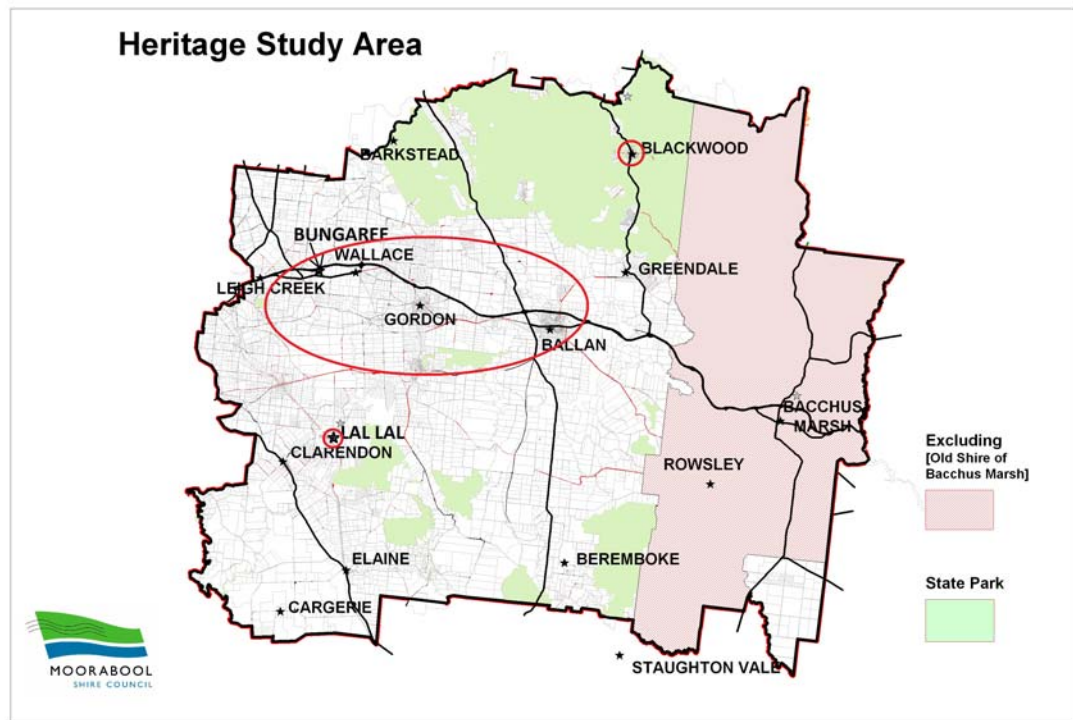 Heritage Study Area
BARKSTEAD
BLACKWOOD
BUNGAREE
WALLACE
GREENDALE
LEIGH CREEK
GORDON
BALLAN
BACCHUS
MARSH
LAL LAL
CLARENDON
ROWSLEY
Excluding
[Old Shire of
Bacchus Marsh]
State Park
ELAINE
BEREMBOKE
CARGERIE
STAUGHTON VALE
MOORABOOL
SHIRE COUNCIL